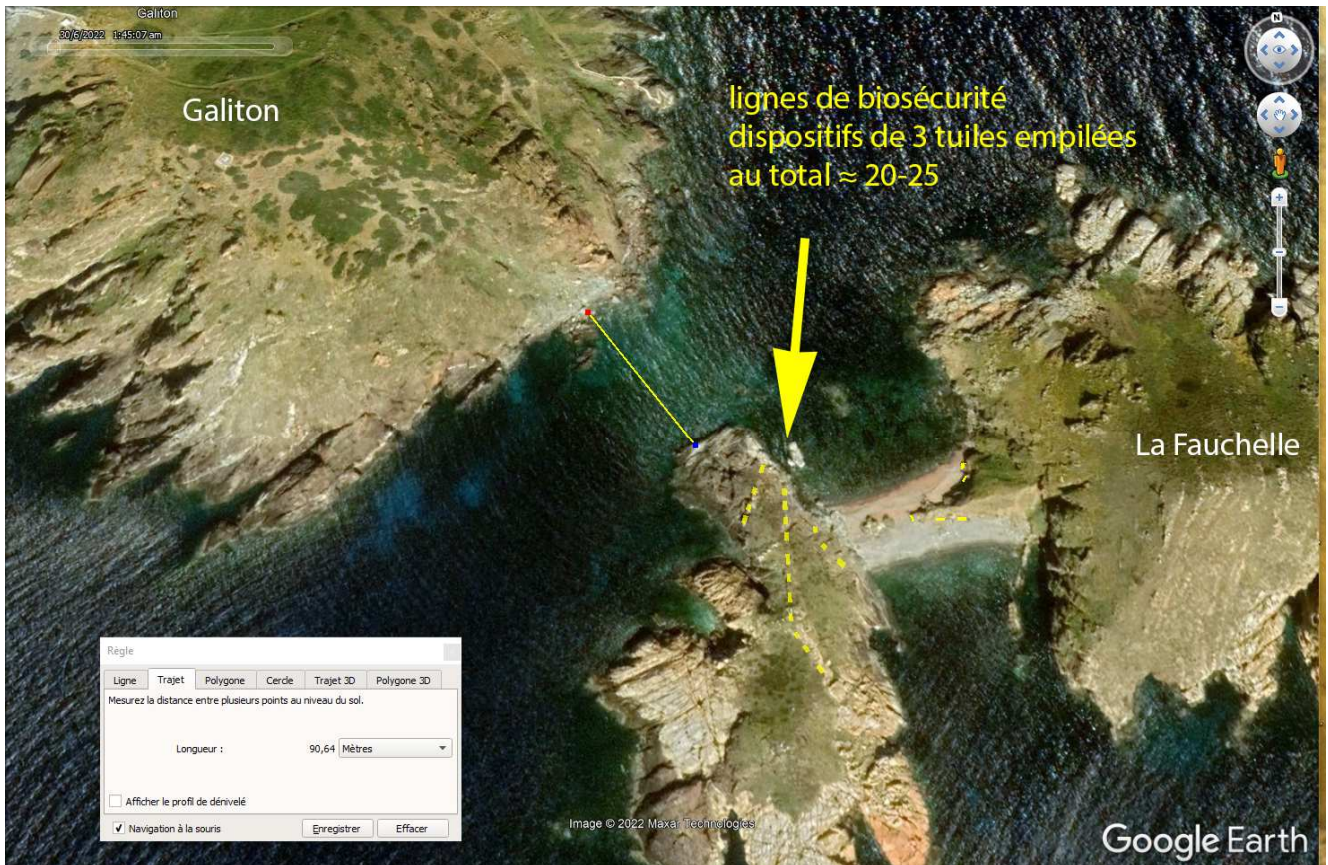 Galiton
30/6/2022 1:45:07 am
N
Galiton
lignes de biosécurité
dispositifs de 3 tuiles empilées
au total ≈ 20-25
La Fauchelle
Règle
Ligne Trajet Polygone Cercle Trajet 3D Polygone 3D
Mesurez la distance entre plusieurs points au niveau du sol.
Longueur : 90,64 Mètres
Afficher le profil de dénivelé
Navigation à la souris Enregistrer Effacer
Image © 2022 Maxar Technologies
Google Earth